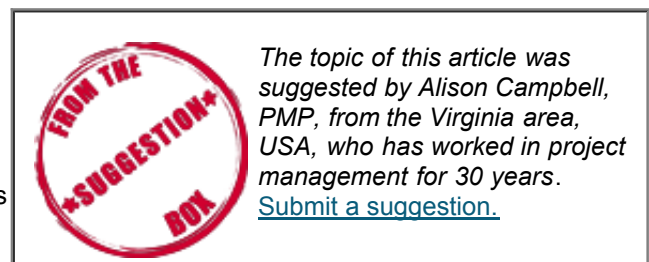 FROM THE
*SUGGESTION*
BOX
The topic of this article was
suggested by Alison Campbell,
PMP, from the Virginia area,
USA, who has worked in project
management for 30 years.
Submit a suggestion.
s